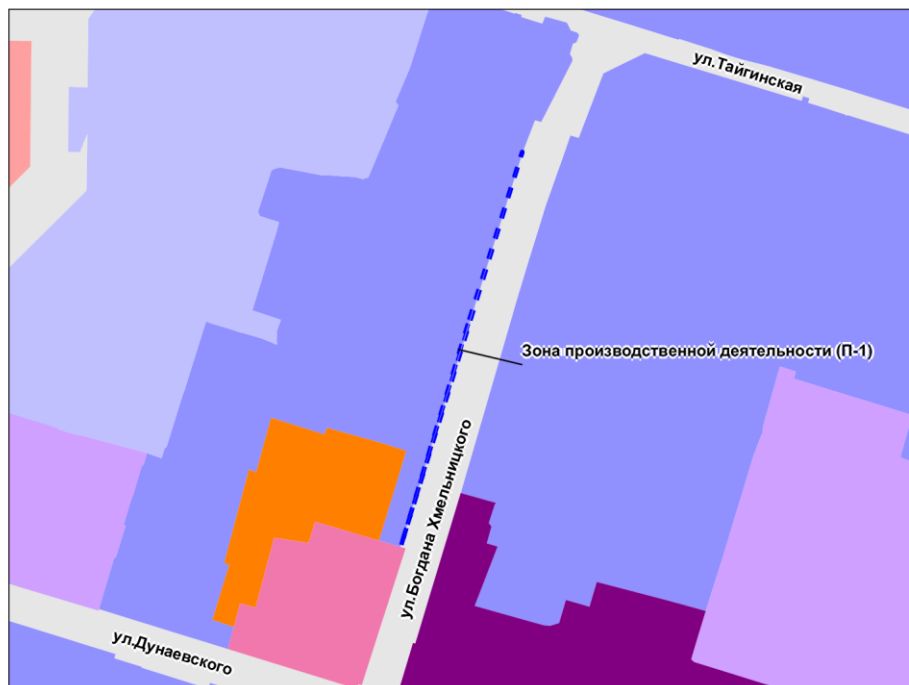 ул.Тайгинская
Зона производственной деятельности (П-1)
ул.Богдана Хмельницкого
ул.Дунаевского